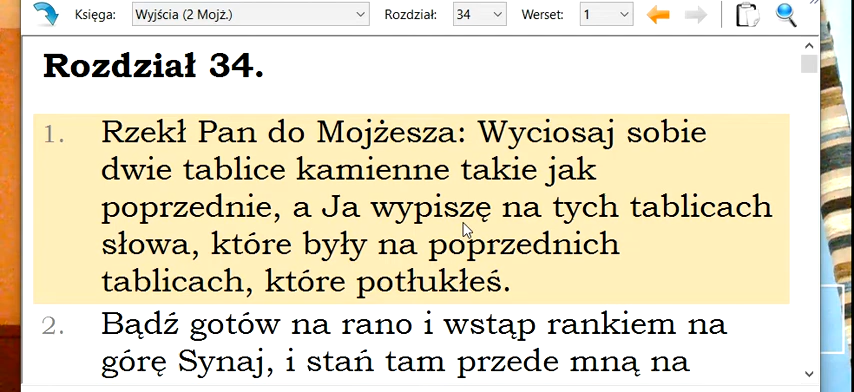 Księga: Wyjścia (2 Mojż.) Rozdział: 34 Werset: 1
Rozdział 34.
1. Rzekł Pan do Mojżesza: Wyciosaj sobie
dwie tablice kamienne takie jak
poprzednie, a Ja wypiszę na tych tablicach
słowa, które były na poprzednich
tablicach, które potłukłeś.
2. Bądź gotów na rano i wstąp rankiem na
górę Synaj, i stań tam przede mną na